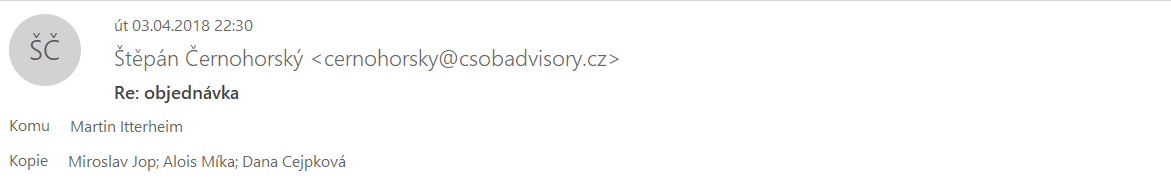 ŠČ
út 03.04.2018 22:30
Štěpán Černohorský <cernohorsky@csobadvisory.cz>
Re: objednávka
Komu Martin Itterheim
Kopie Miroslav Jop; Alois Míka; Dana Cejpková